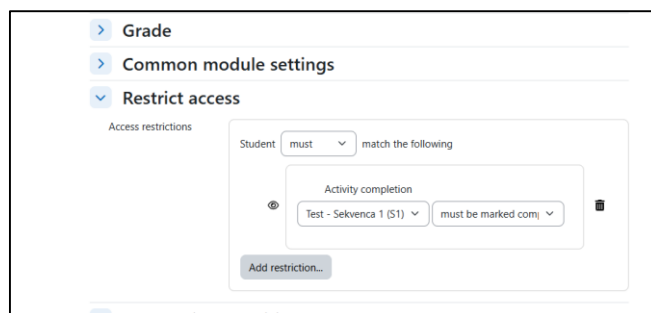 Grade
Common module settings
Restrict access
Access restrictions
Student must match the following
Activity completion
Test - Sekvenca 1 (S1) must be marked com
Add restriction...